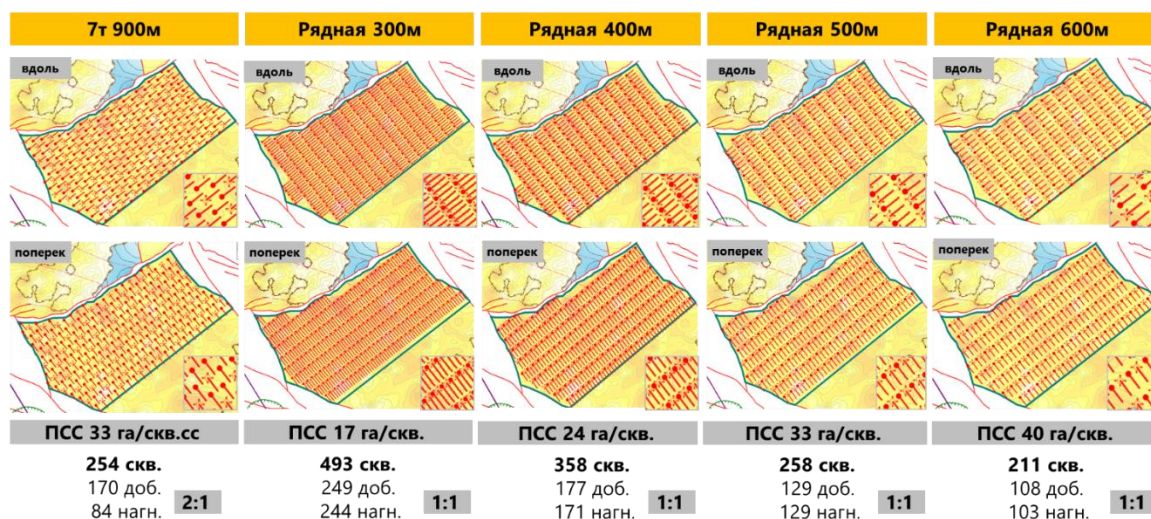 7т 900м
Рядная 300м
Рядная 400м
Рядная 500м
Рядная 600м
вдоль
вдоль
вдоль
вдоль
вдоль
поперек
поперек
поперек
поперек
поперек
ПСС 33 га/скв.сс
ПСС 17 га/скв.
ПСС 24 га/скв.
ПСС 33 га/скв.
ПСС 40 га/скв.
254 скв.
170 доб.
84 нагн.
2:1
493 скв.
249 доб.
244 нагн.
1:1
358 скв.
177 доб.
171 нагн.
1:1
258 скв.
129 доб.
129 нагн.
1:1
211 скв.
108 доб.
103 нагн.
1:1